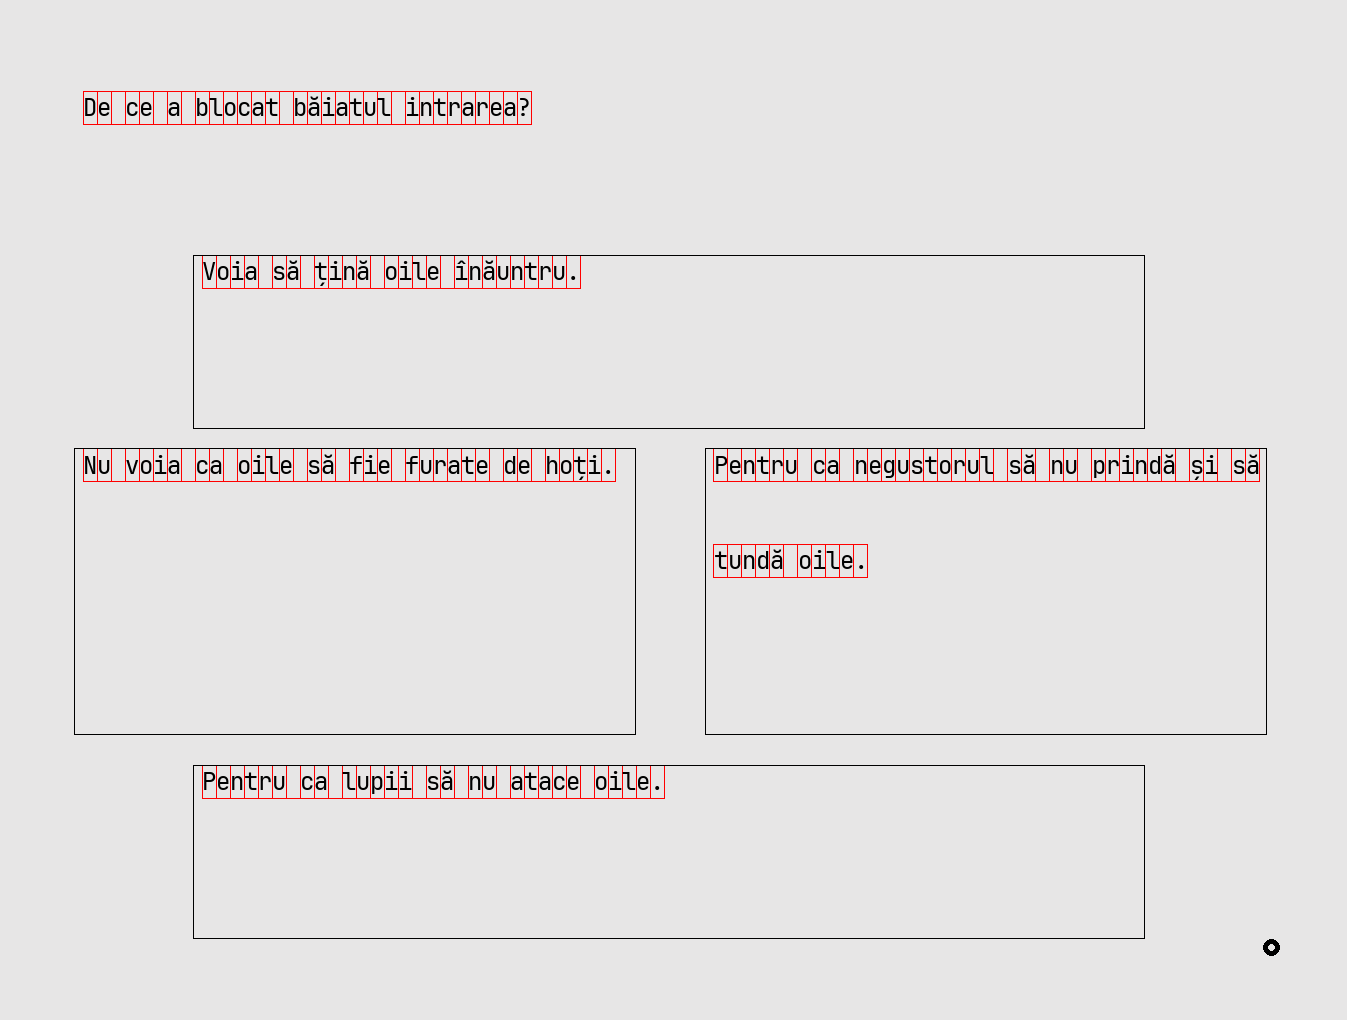 De ce a blocat băiatul intrarea?
Voia să țină oile înăuntru.
Nu voia ca oile să fie furate de hoți.
Pentru ca negustorul să nu prindă și să
tundă oile.
Pentru ca lupii să nu atace oile.